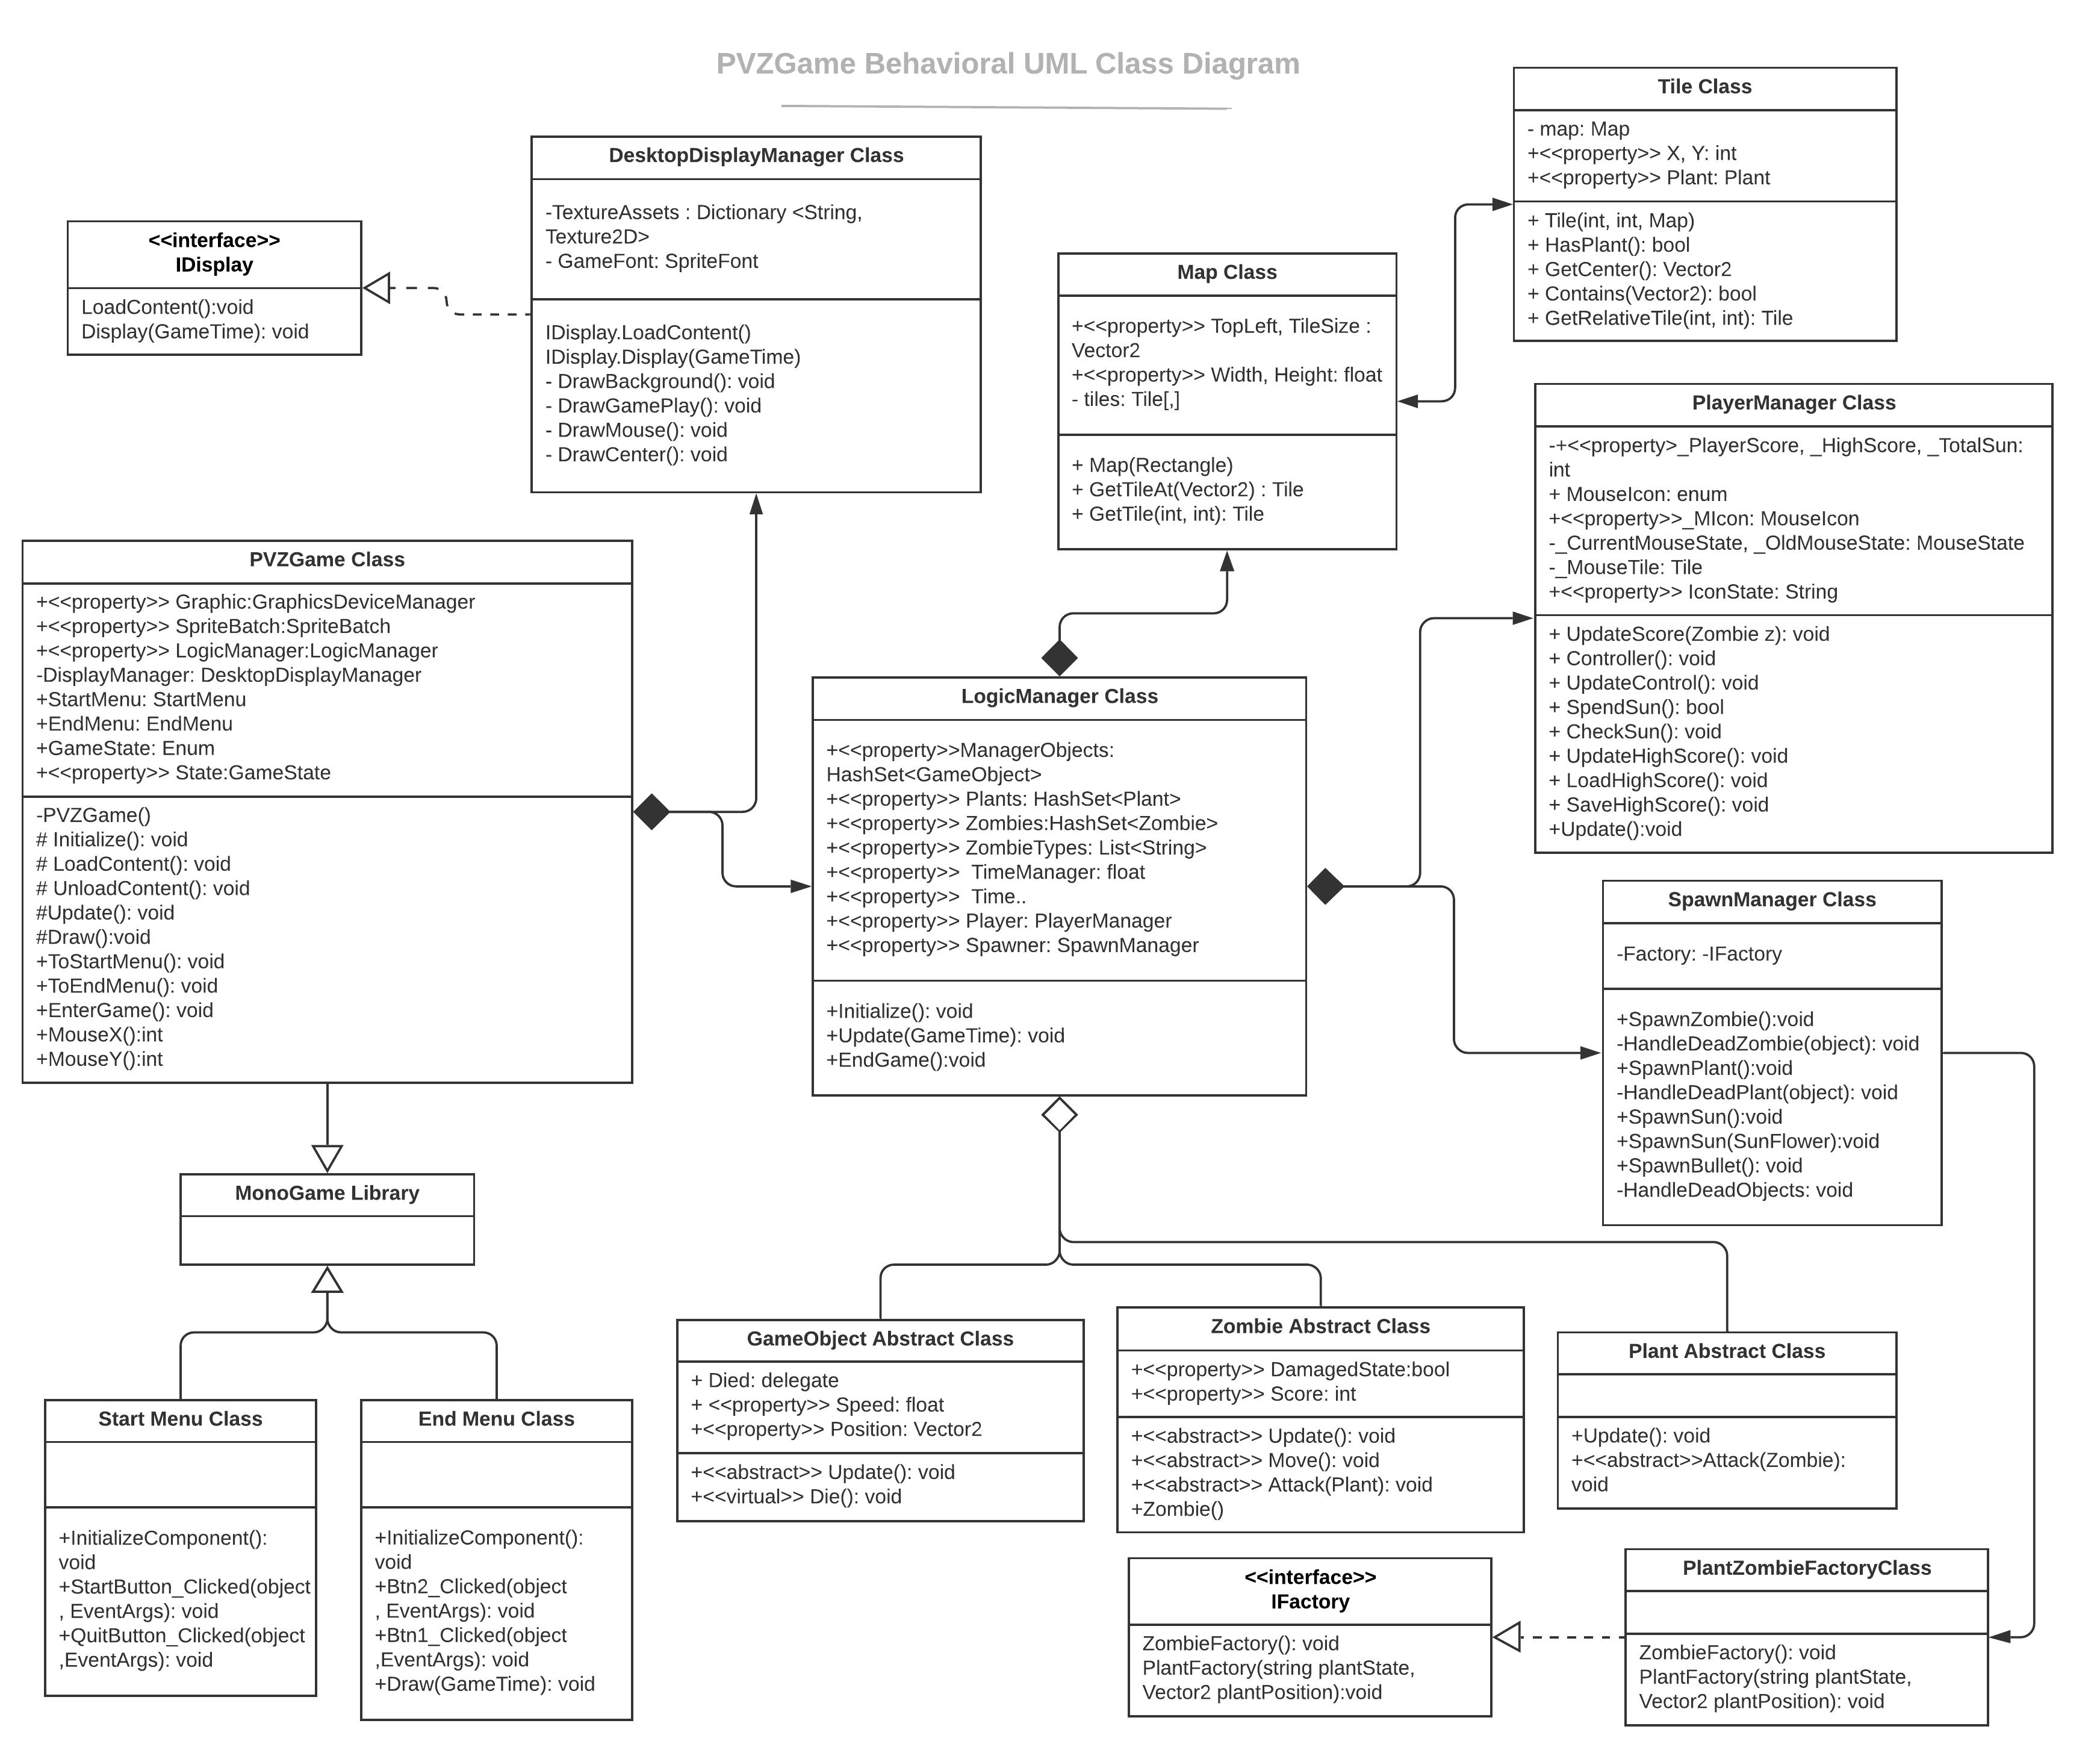 PVZGame Behavioral UML Class Diagram
Tile Class
- map: Map
+<<property>> X, Y: int
+<<property>> Plant: Plant
+ Tile(int, int, Map)
+ HasPlant(): bool
+ GetCenter(): Vector2
+ Contains(Vector2): bool
+ GetRelativeTile(int, int): Tile
DesktopDisplayManager Class
-TextureAssets : Dictionary <String,
Texture2D>
- GameFont: SpriteFont
IDisplay.LoadContent()
IDisplay.Display(GameTime)
- DrawBackground(): void
- DrawGamePlay(): void
- DrawMouse(): void
- DrawCenter(): void
<<interface>>
IDisplay
LoadContent():void
Display(GameTime): void
Map Class
+<<property>> TopLeft, TileSize :
Vector2
+<<property>> Width, Height: float
- tiles: Tile[,]
+ Map(Rectangle)
+ GetTileAt(Vector2) : Tile
+ GetTile(int, int): Tile
PlayerManager Class
-+<<property>_PlayerScore, _HighScore, _TotalSun:
int
+ MouseIcon: enum
+<<property>>_MIcon: MouseIcon
-_CurrentMouseState, _OldMouseState: MouseState
-_MouseTile: Tile
+<<property>> IconState: String
+ UpdateScore(Zombie z): void
+ Controller(): void
+ UpdateControl(): void
+ SpendSun(): bool
+ CheckSun(): void
+ UpdateHighScore(): void
+ LoadHighScore(): void
+ SaveHighScore(): void
+Update():void
PVZGame Class
+<<property>> Graphic:GraphicsDeviceManager
+<<property>> SpriteBatch:SpriteBatch
+<<property>> LogicManager:LogicManager
-DisplayManager: DesktopDisplayManager
+StartMenu: StartMenu
+EndMenu: EndMenu
+GameState: Enum
+<<property>> State:GameState
-PVZGame()
# Initialize(): void
# LoadContent(): void
# UnloadContent(): void
#Update(): void
#Draw():void
+ToStartMenu(): void
+ToEndMenu(): void
+EnterGame(): void
+MouseX():int
+MouseY():int
LogicManager Class
+<<property>>ManagerObjects:
HashSet<GameObject>
+<<property>> Plants: HashSet<Plant>
+<<property>> Zombies:HashSet<Zombie>
+<<property>> ZombieTypes: List<String>
+<<property>>  TimeManager: float
+<<property>>  Time..
+<<property>> Player: PlayerManager
+<<property>> Spawner: SpawnManager
+Initialize(): void
+Update(GameTime): void
+EndGame():void
SpawnManager Class
-Factory: -IFactory
+SpawnZombie():void
-HandleDeadZombie(object): void
+SpawnPlant():void
-HandleDeadPlant(object): void
+SpawnSun():void
+SpawnSun(SunFlower):void
+SpawnBullet(): void
-HandleDeadObjects: void
MonoGame Library
Start Menu Class
+InitializeComponent():
void
+StartButton_Clicked(object
, EventArgs): void
+QuitButton_Clicked(object
,EventArgs): void
End Menu Class
+InitializeComponent():
void
+Btn2_Clicked(object
, EventArgs): void
+Btn1_Clicked(object
,EventArgs): void
+Draw(GameTime): void
GameObject Abstract Class
+ Died: delegate
+ <<property>> Speed: float
+<<property>> Position: Vector2
+<<abstract>> Update(): void
+<<virtual>> Die(): void
Zombie Abstract Class
+<<property>> DamagedState:bool
+<<property>> Score: int
+<<abstract>> Update(): void
+<<abstract>> Move(): void
+<<abstract>> Attack(Plant): void
+Zombie()
Plant Abstract Class
+Update(): void
+<<abstract>>Attack(Zombie):
void
<<interface>>
IFactory
ZombieFactory(): void
PlantFactory(string plantState,
Vector2 plantPosition):void
PlantZombieFactoryClass
ZombieFactory(): void
PlantFactory(string plantState,
Vector2 plantPosition): void